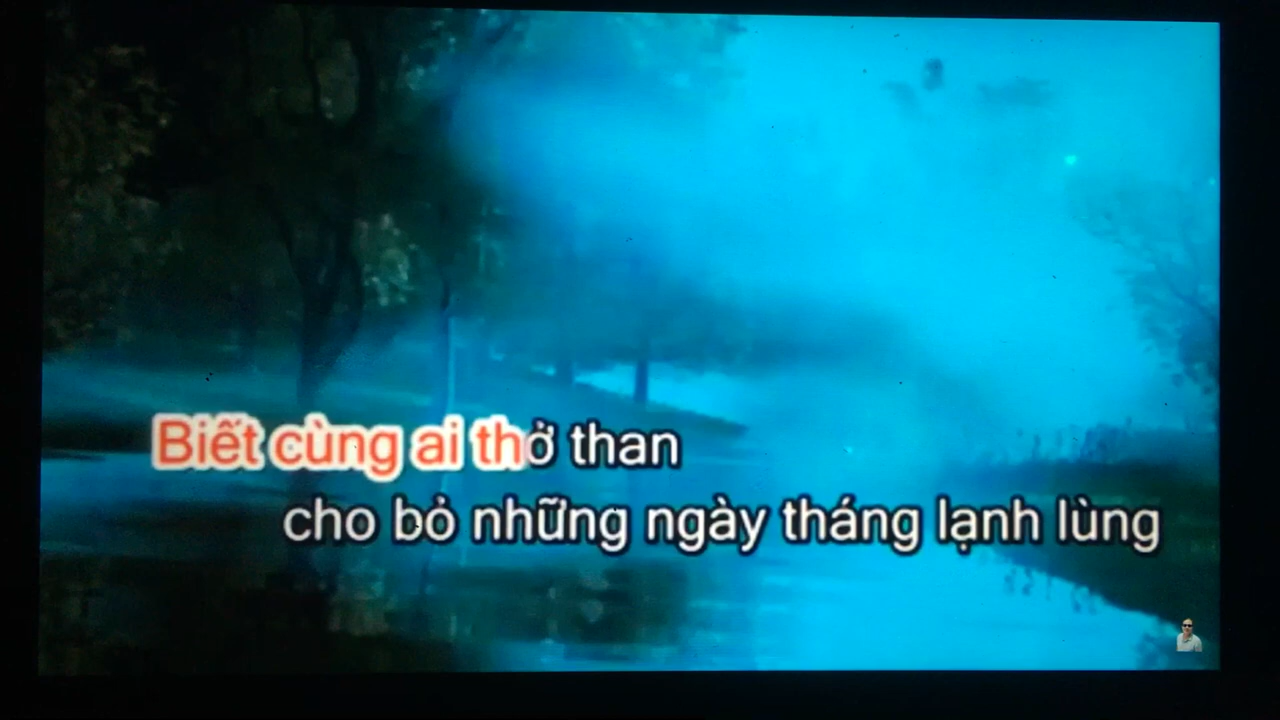 Biết cùng ai thở than
cho bỏ những ngày tháng lạnh lùng